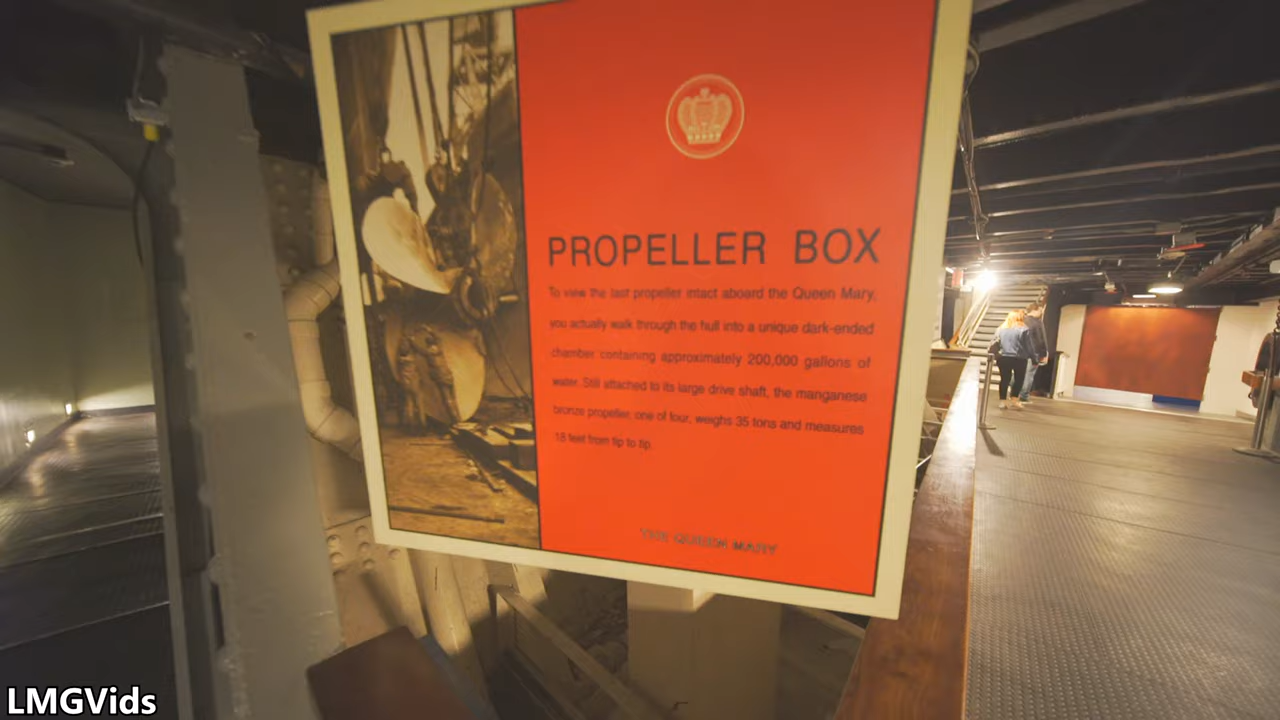 PROPELLER BOX
To view the last propeller intact aboard the Queen Mary,
you actually walk through the hull into a unique dark-ended
chamber containing approximately 200,000 gallons of
water. Still attached to its large drive shaft, the manganese
bronze propeller, one of four, weighs 35 tons and measures
18 feet from tip to tip.
THE QUEEN MARY
LMGVids